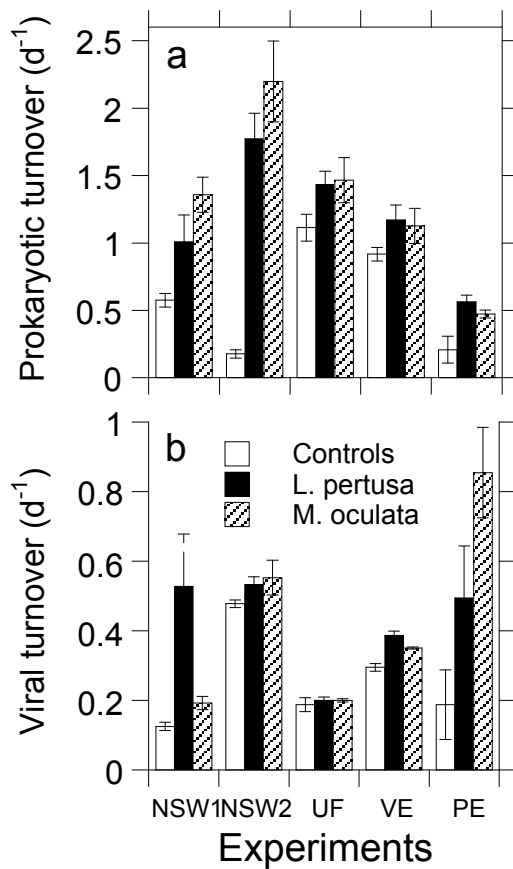 Prokaryotic turnover (d⁻¹)
a
2.5
2
1.5
1
0.5
0
Viral turnover (d⁻¹)
b
Controls
L. pertusa
M. oculata
1
0.8
0.6
0.4
0.2
0
NSW1 NSW2 UF VE PE
Experiments